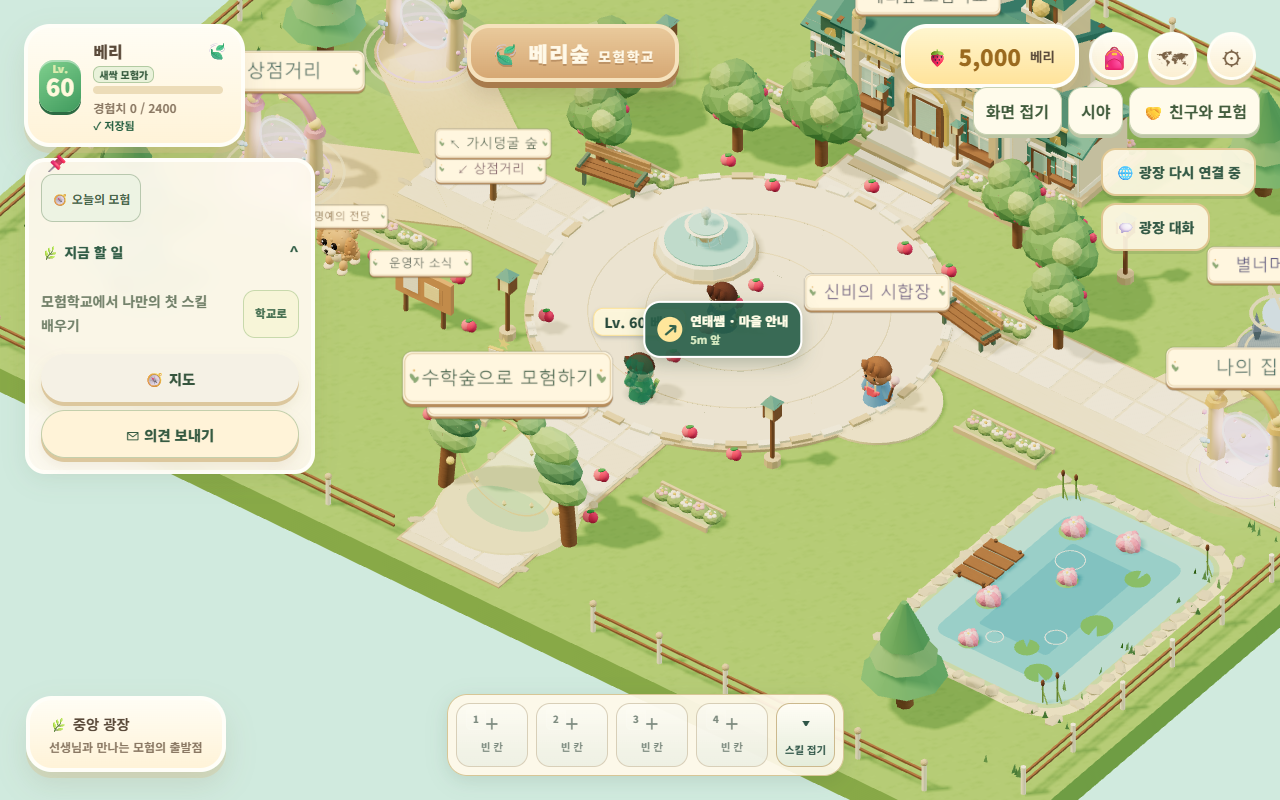 베리
Lv.
60
새싹 모험가
경험치 0 / 2400
✓ 저장됨
상점거리
베리숲 모험학교
5,000 베리
화면 접기
시야
친구와 모험
광장 다시 연결 중
광장 대화
오늘의 모험
지금 할 일
^
모험학교에서 나만의 첫 스킬
배우기
학교로
지도
의견 보내기
↖ 가시덩굴 숲
↙ 상점거리
명예의 전당
운영자 소식
신비의 시합장
Lv. 60
연태쌤 · 마을 안내
5m 앞
수학숲으로 모험하기
나의 집
중앙 광장
선생님과 만나는 모험의 출발점
1 +
빈 칸
2 +
빈 칸
3 +
빈 칸
4 +
빈 칸
스킬 접기